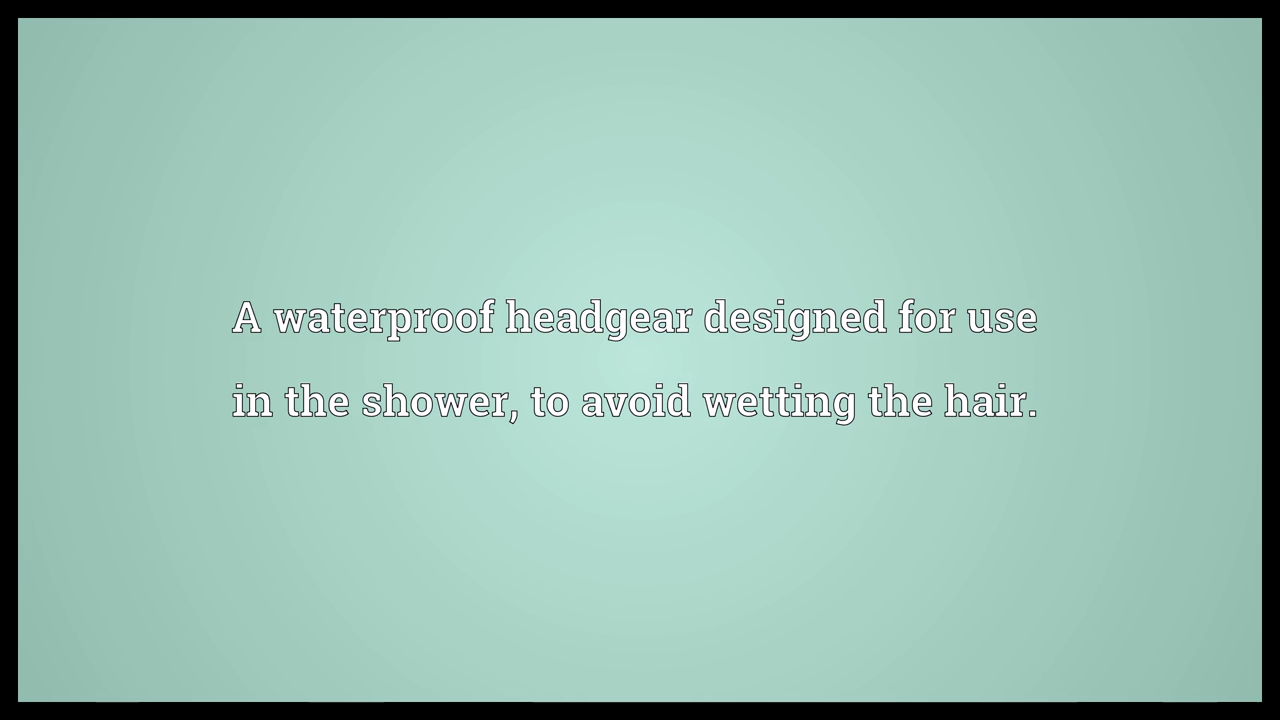 A waterproof headgear designed for use
in the shower, to avoid wetting the hair.